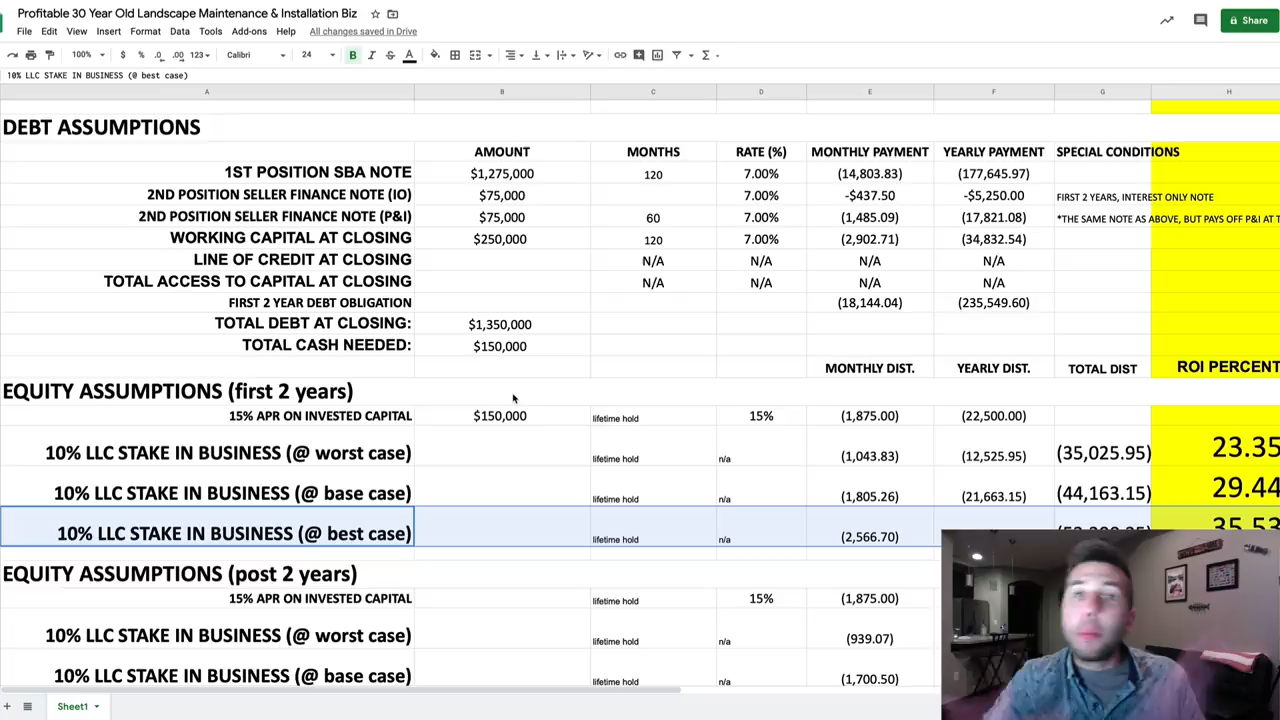 Profitable 30 Year Old Landscape Maintenance & Installation Biz
File Edit View Insert Format Data Tools Add-ons Help All changes saved in Drive
Share
100% $ % .0 .00 123 Calibri 24 B I S A
10% LLC STAKE IN BUSINESS (@ best case)
A B C D E F G H
DEBT ASSUMPTIONS
AMOUNT MONTHS RATE (%) MONTHLY PAYMENT YEARLY PAYMENT SPECIAL CONDITIONS
1ST POSITION SBA NOTE $1,275,000 120 7.00% (14,803.83) (177,645.97)
2ND POSITION SELLER FINANCE NOTE (IO) $75,000 7.00% -$437.50 -$5,250.00 FIRST 2 YEARS, INTEREST ONLY NOTE
2ND POSITION SELLER FINANCE NOTE (P&I) $75,000 60 7.00% (1,485.09) (17,821.08) *THE SAME NOTE AS ABOVE, BUT PAYS OFF P&I AT T
WORKING CAPITAL AT CLOSING $250,000 120 7.00% (2,902.71) (34,832.54)
LINE OF CREDIT AT CLOSING N/A N/A N/A N/A
TOTAL ACCESS TO CAPITAL AT CLOSING N/A N/A N/A N/A
FIRST 2 YEAR DEBT OBLIGATION (18,144.04) (235,549.60)
TOTAL DEBT AT CLOSING: $1,350,000
TOTAL CASH NEEDED: $150,000
MONTHLY DIST. YEARLY DIST. TOTAL DIST ROI PERCENT
EQUITY ASSUMPTIONS (first 2 years)
15% APR ON INVESTED CAPITAL $150,000 lifetime hold 15% (1,875.00) (22,500.00)
10% LLC STAKE IN BUSINESS (@ worst case) lifetime hold n/a (1,043.83) (12,525.95) (35,025.95) 23.35
10% LLC STAKE IN BUSINESS (@ base case) lifetime hold n/a (1,805.26) (21,663.15) (44,163.15) 29.44
10% LLC STAKE IN BUSINESS (@ best case) lifetime hold n/a (2,566.70) 35.53
EQUITY ASSUMPTIONS (post 2 years)
15% APR ON INVESTED CAPITAL lifetime hold 15% (1,875.00)
10% LLC STAKE IN BUSINESS (@ worst case) lifetime hold n/a (939.07)
10% LLC STAKE IN BUSINESS (@ base case) lifetime hold n/a (1,700.50)
Sheet1